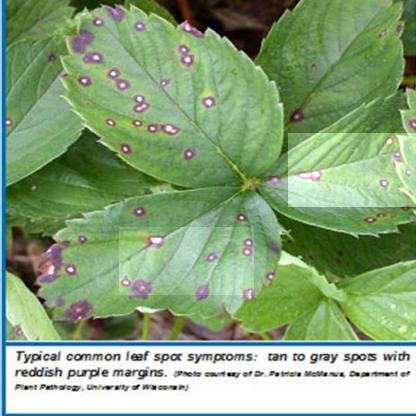 Typical common leaf spot symptoms: tan to gray spots with
reddish purple margins. (Photo courtesy of Dr. Patricia McManus, Department of
Plant Pathology, University of Wisconsin)